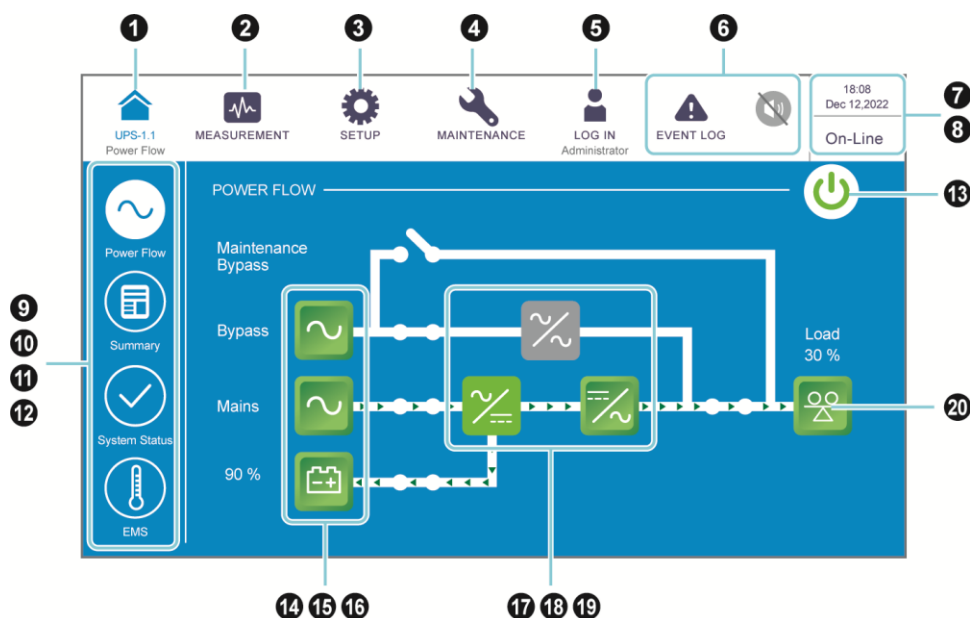 1 2 3 4 5 6
18:08
Dec 12,2022
7
UPS-1.1
MEASUREMENT
SETUP
MAINTENANCE
LOG IN
EVENT LOG
On-Line
8
Power Flow
Administrator
POWER FLOW
13
Power Flow
Maintenance
Bypass
9
10
11
12
Summary
Bypass
Load
30 %
System Status
Mains
20
90 %
EMS
14 15 16
17 18 19